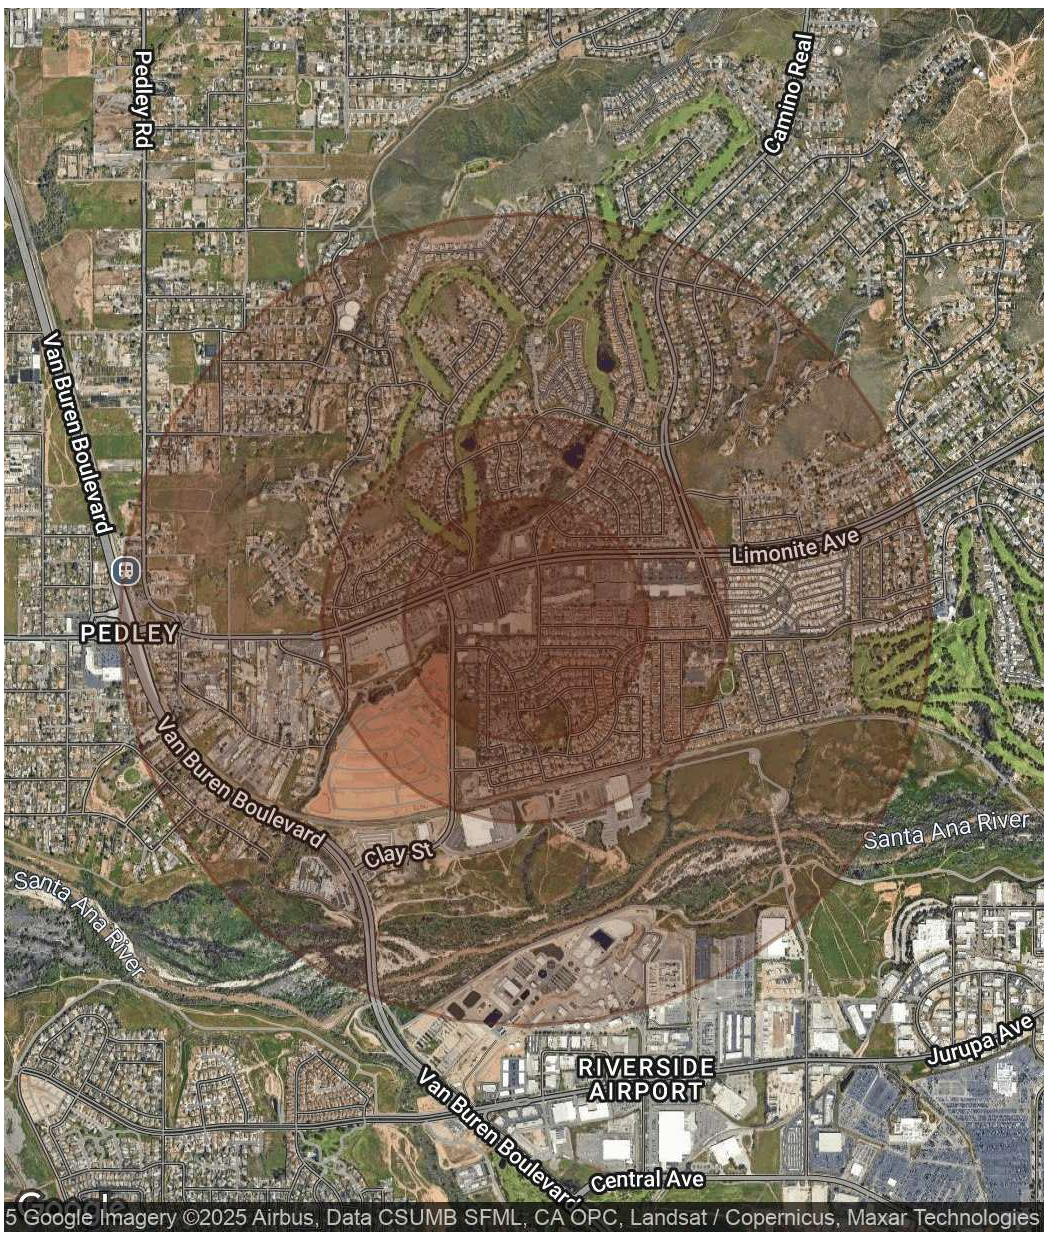 Pedley Rd
Camino Real
Van Buren Boulevard
Limonite Ave
PEDLEY
Van Buren Boulevard
Clay St
Santa Ana River
Santa Ana River
Jurupa Ave
RIVERSIDE
AIRPORT
Van Buren Boulevard
Central Ave
Google
5 Google Imagery ©2025 Airbus, Data CSUMB SFML, CA OPC, Landsat / Copernicus, Maxar Technologies